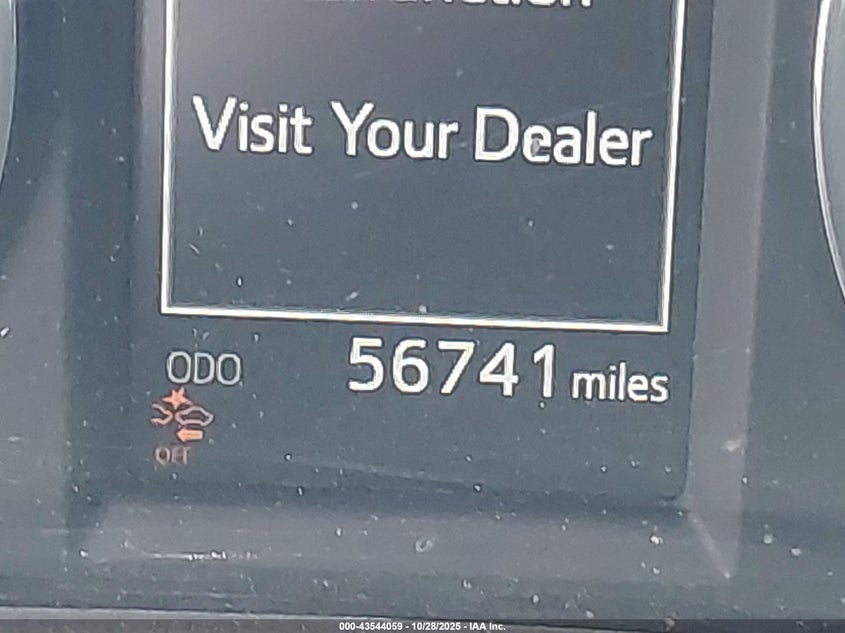 Visit Your Dealer
ODO 56741 miles
OFF
000-43544059 - 10/28/2025 - IAA Inc.